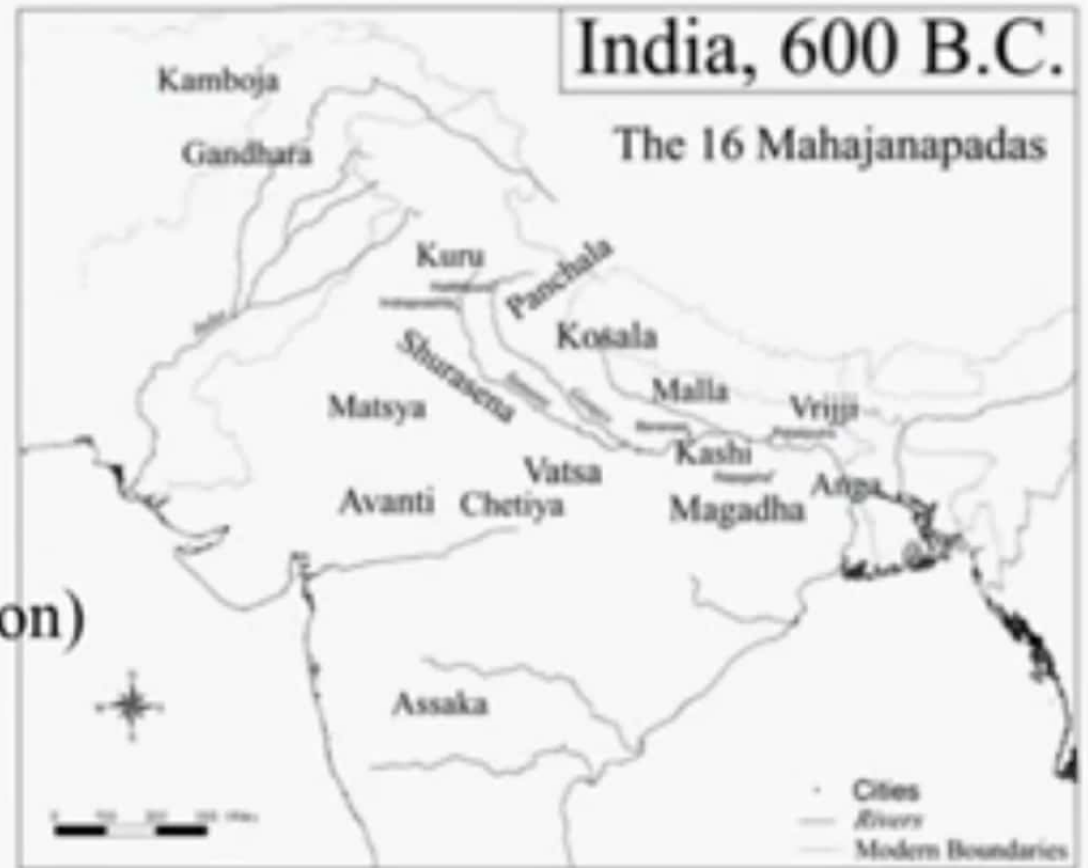 India, 600 B.C.
The 16 Mahajanapadas
Kamboja
Gandhara
Kuru
Panchala
Kosala
Shurasena
Malla
Matsya
Vrijji
Kashi
Vatsa
Anga
Avanti
Chetiya
Magadha
on)
Assaka
Cities
Rivers
Modern Boundaries